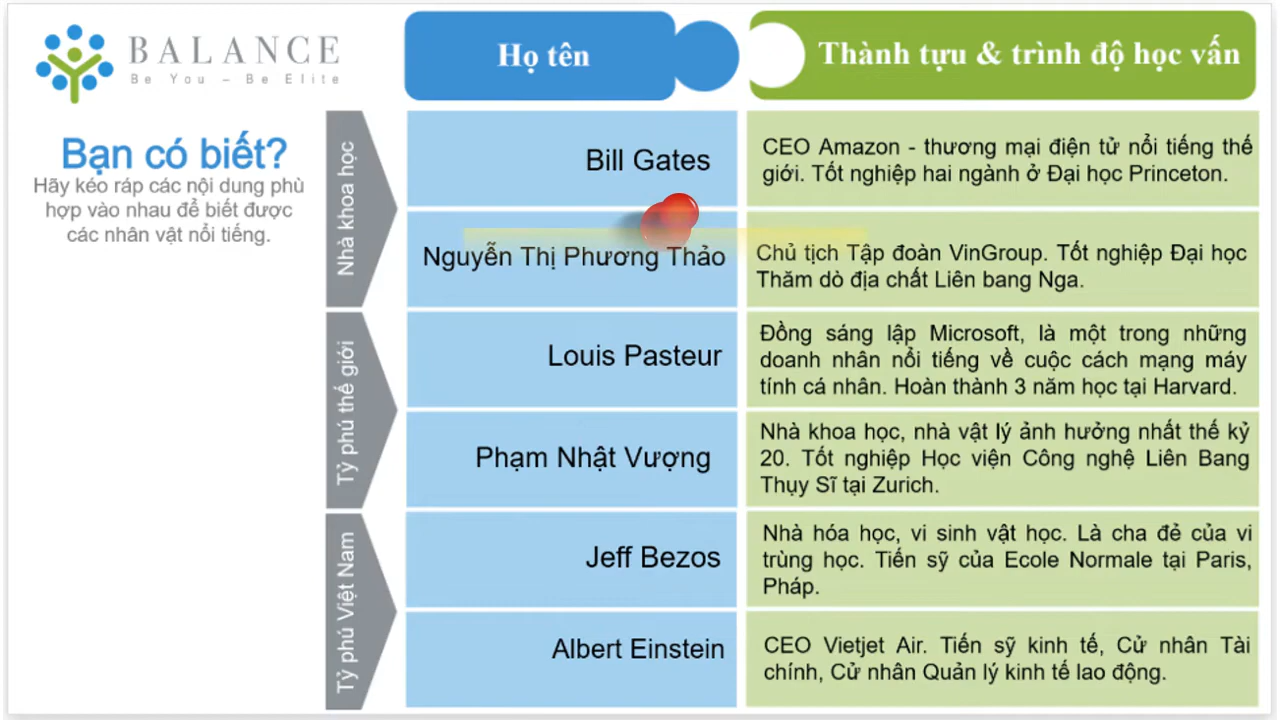 BALANCE
Be You – Be Elite
Bạn có biết?
Hãy kéo ráp các nội dung phù
hợp vào nhau để biết được
các nhân vật nổi tiếng.
Họ tên
Thành tựu & trình độ học vấn
Nhà khoa học
Bill Gates
CEO Amazon - thương mại điện tử nổi tiếng thế
giới. Tốt nghiệp hai ngành ở Đại học Princeton.
Nguyễn Thị Phương Thảo
Chủ tịch Tập đoàn VinGroup. Tốt nghiệp Đại học
Thăm dò địa chất Liên bang Nga.
Tỷ phú thế giới
Louis Pasteur
Đồng sáng lập Microsoft, là một trong những
doanh nhân nổi tiếng về cuộc cách mạng máy
tính cá nhân. Hoàn thành 3 năm học tại Harvard.
Phạm Nhật Vượng
Nhà khoa học, nhà vật lý ảnh hưởng nhất thế kỷ
20. Tốt nghiệp Học viện Công nghệ Liên Bang
Thụy Sĩ tại Zurich.
Tỷ phú Việt Nam
Jeff Bezos
Nhà hóa học, vi sinh vật học. Là cha đẻ của vi
trùng học. Tiến sỹ của Ecole Normale tại Paris,
Pháp.
Albert Einstein
CEO Vietjet Air. Tiến sỹ kinh tế, Cử nhân Tài
chính, Cử nhân Quản lý kinh tế lao động.